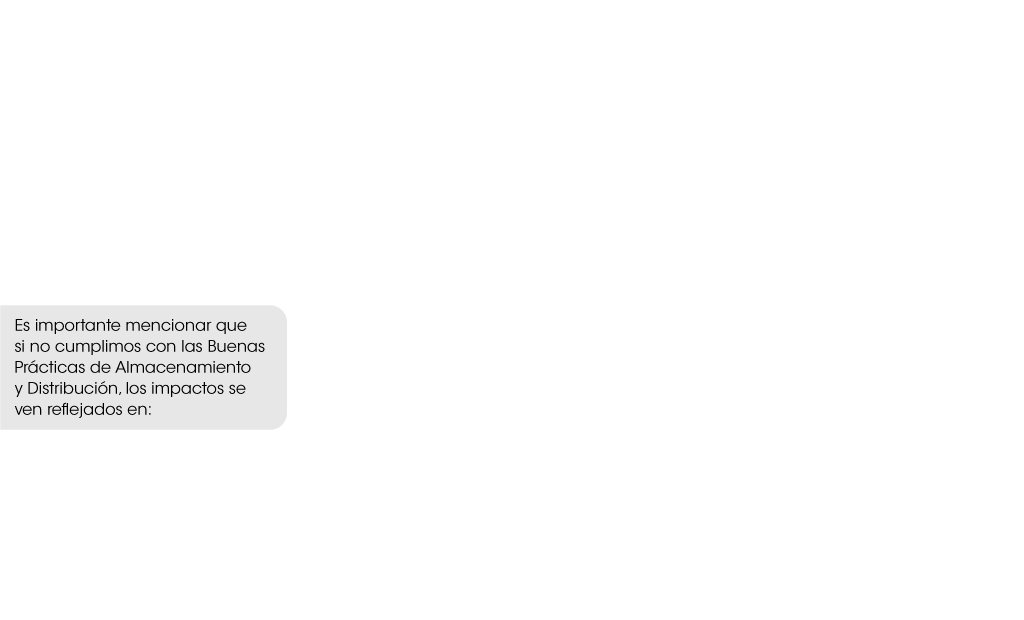 Es importante mencionar que
si no cumplimos con las Buenas
Prácticas de Almacenamiento
y Distribución, los impactos se
ven reflejados en: